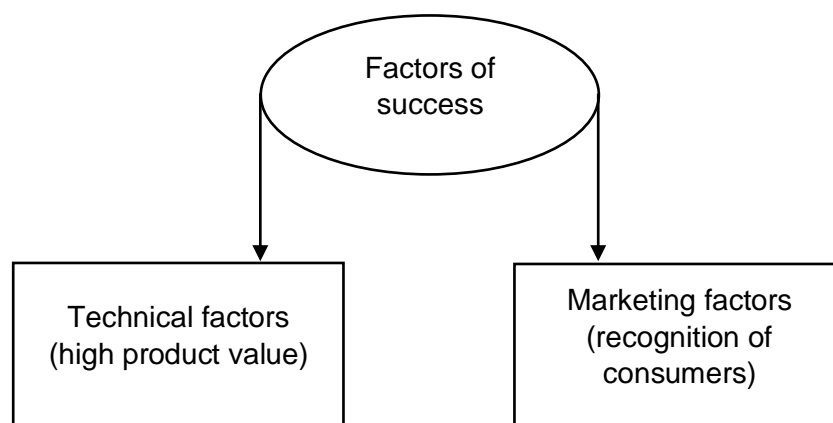 Factors of
success
Technical factors
(high product value)
Marketing factors
(recognition of
consumers)